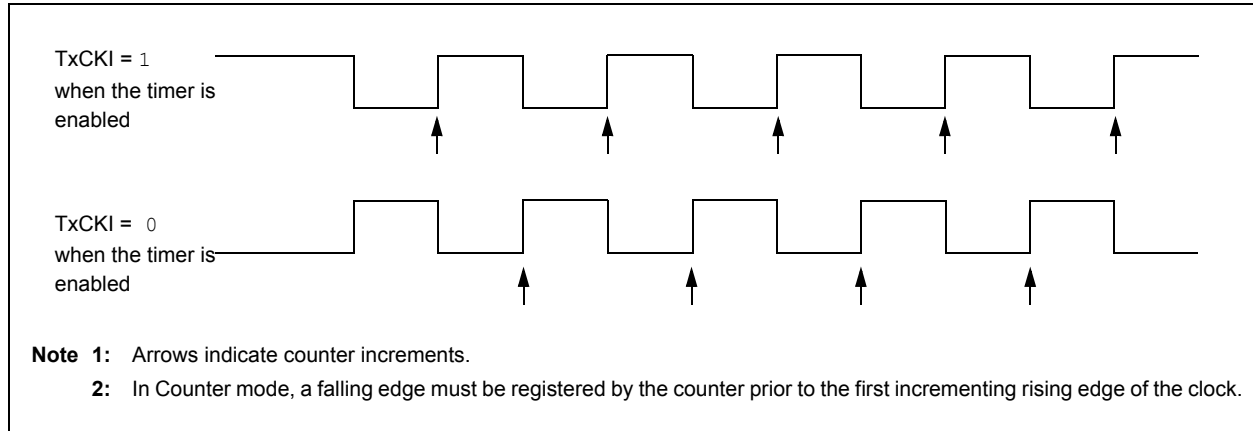 TxCKI = 1
when the timer is
enabled
TxCKI = 0
when the timer is
enabled
Note 1: Arrows indicate counter increments.
2: In Counter mode, a falling edge must be registered by the counter prior to the first incrementing rising edge of the clock.